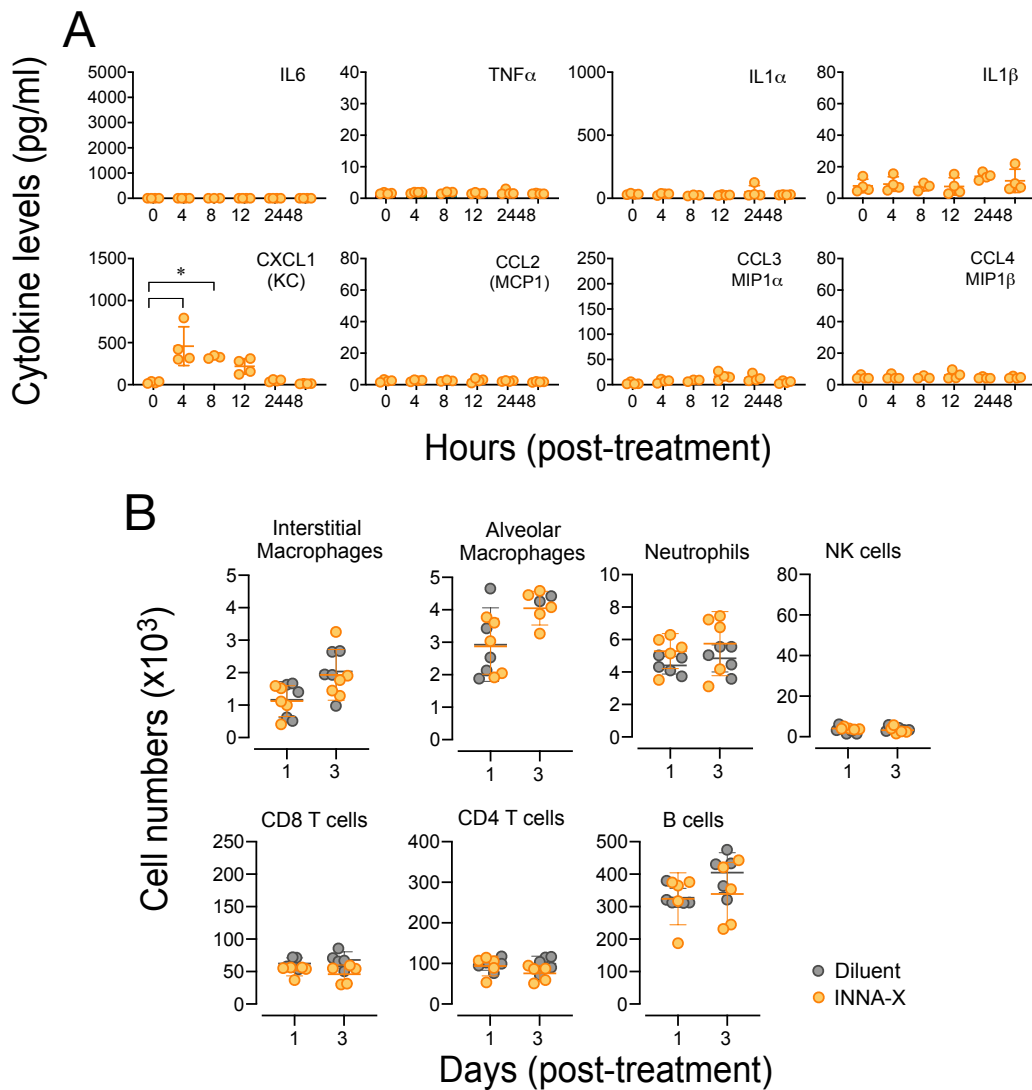 A
Cytokine levels (pg/ml)
IL6
5000
4000
3000
2000
1000
0
0 4 8 12 2448
TNFα
40
30
20
10
0
0 4 8 12 2448
IL1α
1000
500
0
0 4 8 12 2448
IL1β
80
60
40
20
0
0 4 8 12 2448
CXCL1
(KC)
*
1500
1000
500
0
0 4 8 12 2448
CCL2
(MCP1)
80
60
40
20
0
0 4 8 12 2448
CCL3
MIP1α
250
200
150
100
50
0
0 4 8 12 2448
CCL4
MIP1β
80
60
40
20
0
0 4 8 12 2448
Hours (post-treatment)
B
Cell numbers (x10³)
Interstitial
Macrophages
5
4
3
2
1
0
1 3
Alveolar
Macrophages
5
4
3
2
1
0
1 3
Neutrophils
10
8
6
4
2
0
1 3
NK cells
80
60
40
20
0
1 3
CD8 T cells
250
200
150
100
50
0
1 3
CD4 T cells
400
300
200
100
0
1 3
B cells
500
400
300
200
100
0
1 3
Diluent
INNA-X
Days (post-treatment)